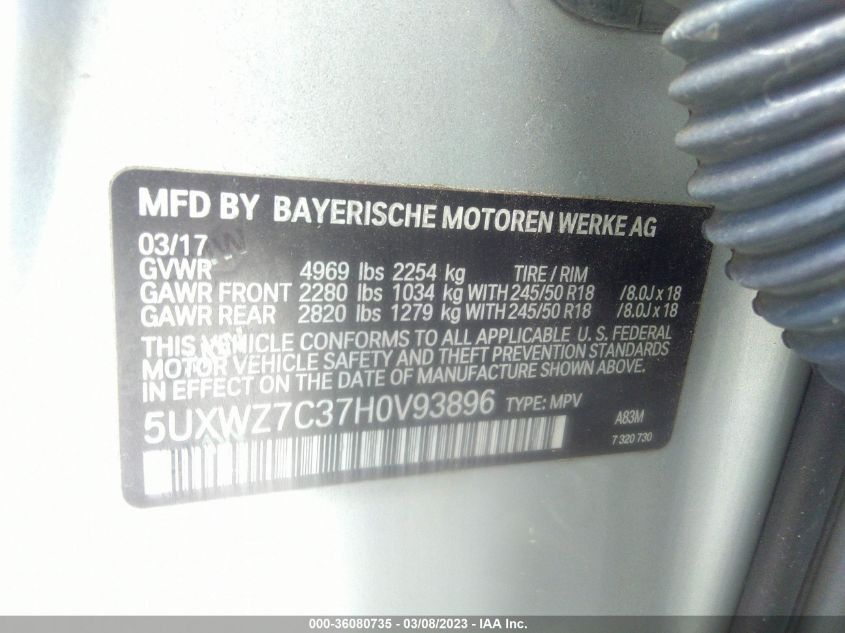 MFD BY BAYERISCHE MOTOREN WERKE AG
03/17
GVWR 4969 lbs 2254 kg TIRE / RIM
GAWR FRONT 2280 lbs 1034 kg WITH 245/50 R18 /8.0J x 18
GAWR REAR 2820 lbs 1279 kg WITH 245/50 R18 /8.0J x 18
THIS VEHICLE CONFORMS TO ALL APPLICABLE U. S. FEDERAL
MOTOR VEHICLE SAFETY AND THEFT PREVENTION STANDARDS
IN EFFECT ON THE DATE OF MANUFACTURE SHOWN ABOVE.
5UXWZ7C37H0V93896 TYPE: MPV A83M
7 320 730
000-36080735 - 03/08/2023 - IAA Inc.